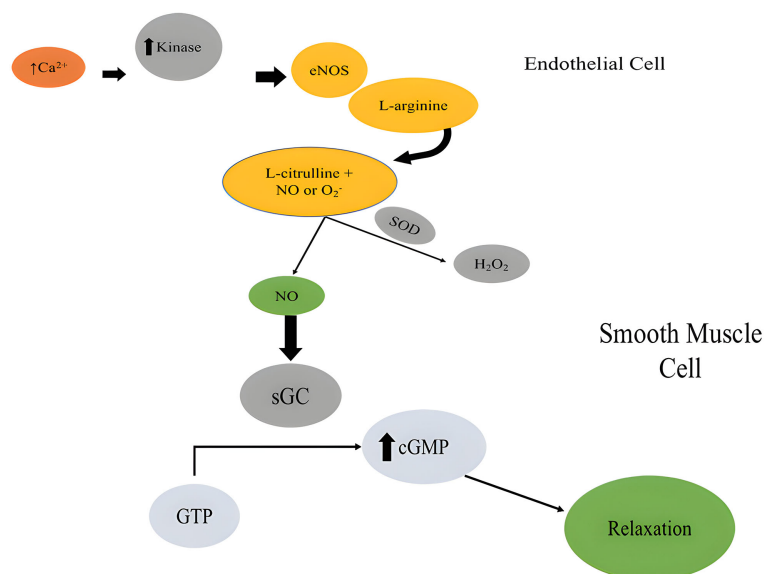 ↑Ca²⁺
⬆Kinase
eNOS
Endothelial Cell
L-arginine
L-citrulline +
NO or O₂⁻
SOD
H₂O₂
NO
Smooth Muscle
Cell
sGC
⬆cGMP
GTP
Relaxation